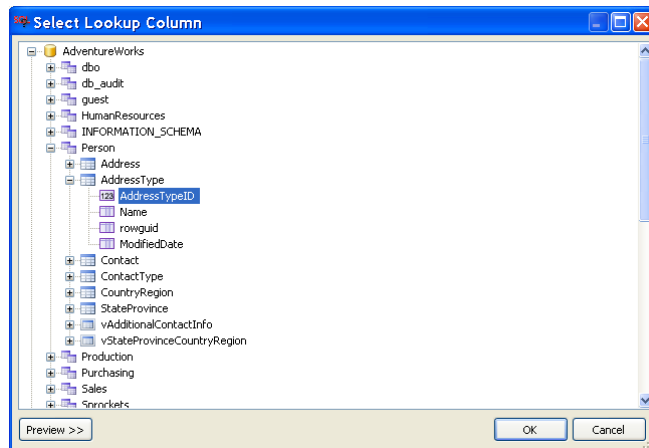 Select Lookup Column
AdventureWorks
dbo
db_audit
guest
HumanResources
INFORMATION_SCHEMA
Person
Address
AddressType
123 AddressTypeID
Name
rowguid
ModifiedDate
Contact
ContactType
CountryRegion
StateProvince
vAdditionalContactInfo
vStateProvinceCountryRegion
Production
Purchasing
Sales
Sprockets
Preview >>
OK
Cancel